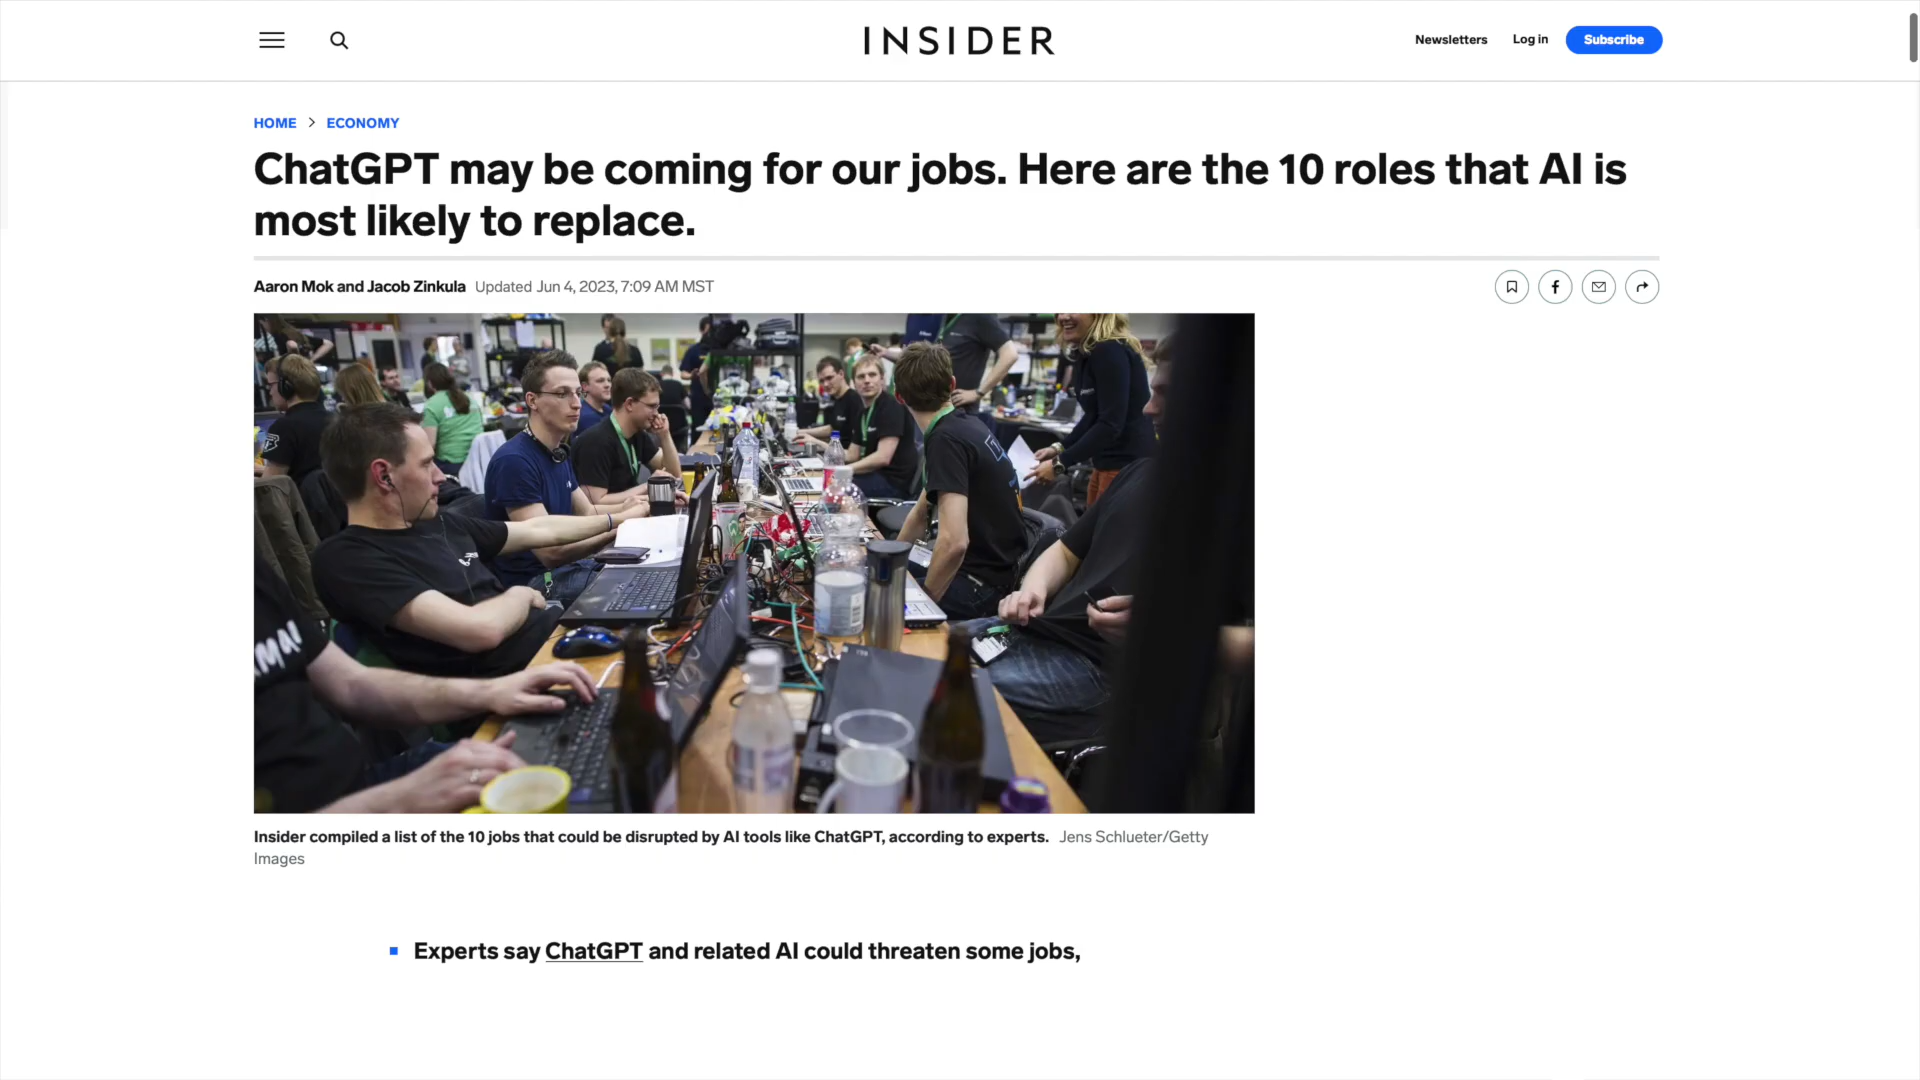 INSIDER
Newsletters
Log in
Subscribe
HOME > ECONOMY
ChatGPT may be coming for our jobs. Here are the 10 roles that AI is
most likely to replace.
Aaron Mok and Jacob Zinkula Updated Jun 4, 2023, 7:09 AM MST
Insider compiled a list of the 10 jobs that could be disrupted by AI tools like ChatGPT, according to experts. Jens Schlueter/Getty
Images
Experts say ChatGPT and related AI could threaten some jobs,